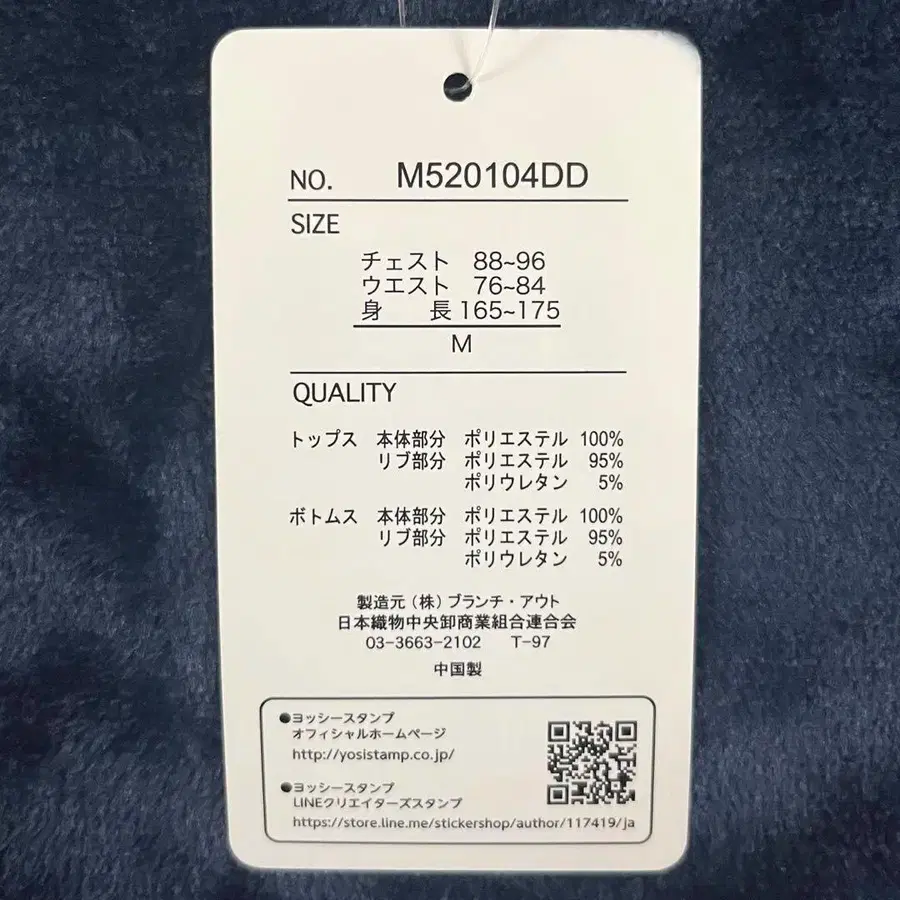 NO. M520104DD
SIZE
チェスト 88~96
ウエスト 76~84
身 長 165~175
M
QUALITY
トップス 本体部分 ポリエステル 100%
リブ部分 ポリエステル 95%
ポリウレタン 5%
ボトムス 本体部分 ポリエステル 100%
リブ部分 ポリエステル 95%
ポリウレタン 5%
製造元(株)ブランチ・アウト
日本織物中央卸商業組合連合会
03-3663-2102 T-97
中国製
●ヨッシースタンプ
オフィシャルホームページ
http://yosistamp.co.jp/
●ヨッシースタンプ
LINEクリエイターズスタンプ
https://store.line.me/stickershop/author/117419/ja